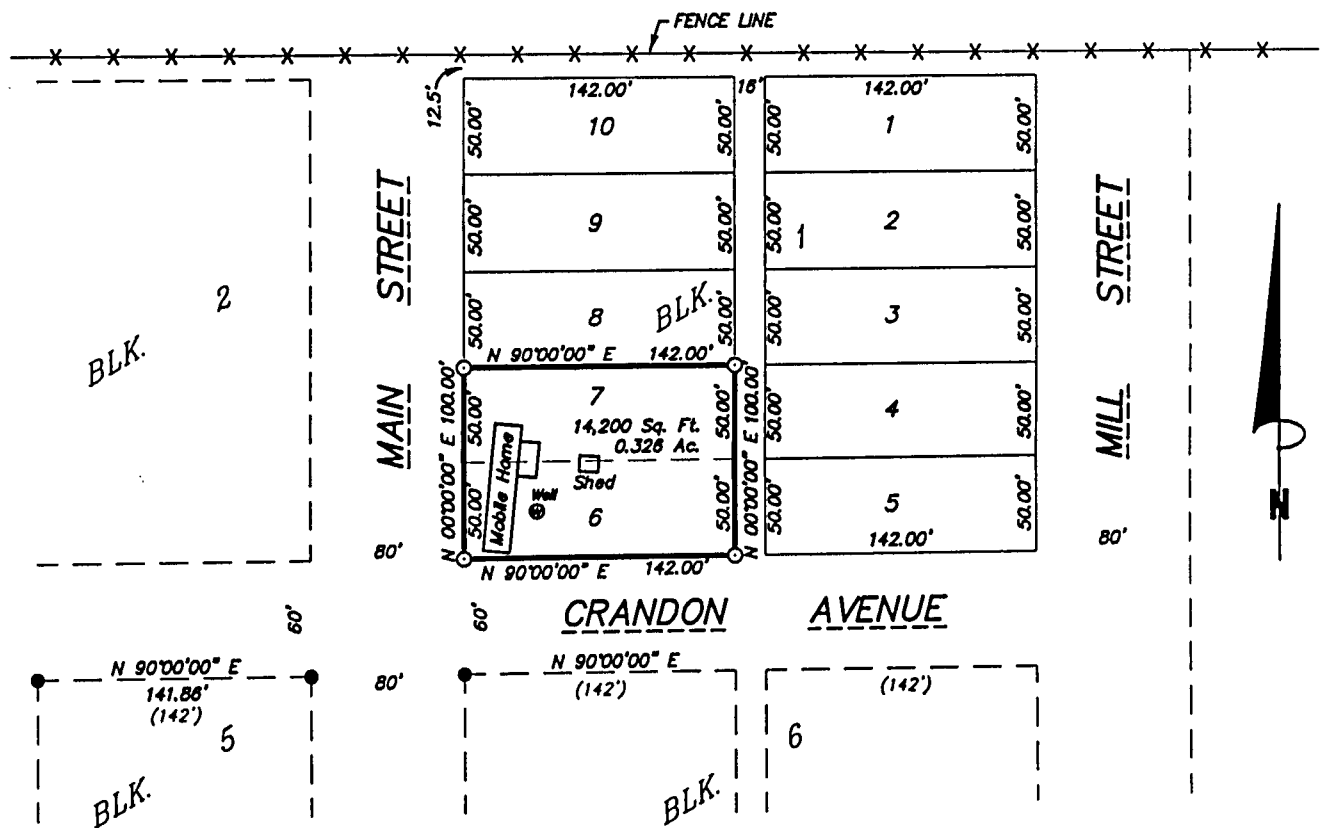 FENCE LINE
12.5'
142.00'
16'
142.00'
50.00'
10
50.00'
50.00'
1
50.00'
STREET
50.00'
9
50.00'
50.00'
1
2
50.00'
STREET
2
BLK.
50.00'
8
BLK.
50.00'
50.00'
3
50.00'
N 90°00'00" E 142.00'
MAIN
N 00°00'00" E 100.00'
50.00'
7
14,200 Sq. Ft.
0.326 Ac.
50.00'
N 00°00'00" E 100.00'
50.00'
4
50.00'
MILL
Mobile Home
Shed
Well
W
50.00'
6
50.00'
50.00'
5
50.00'
142.00'
80'
80'
N
N 90°00'00" E 142.00'
60'
60'
CRANDON AVENUE
N 90°00'00" E
141.86'
(142')
80'
N 90°00'00" E
(142')
(142')
5
6
BLK.
BLK.